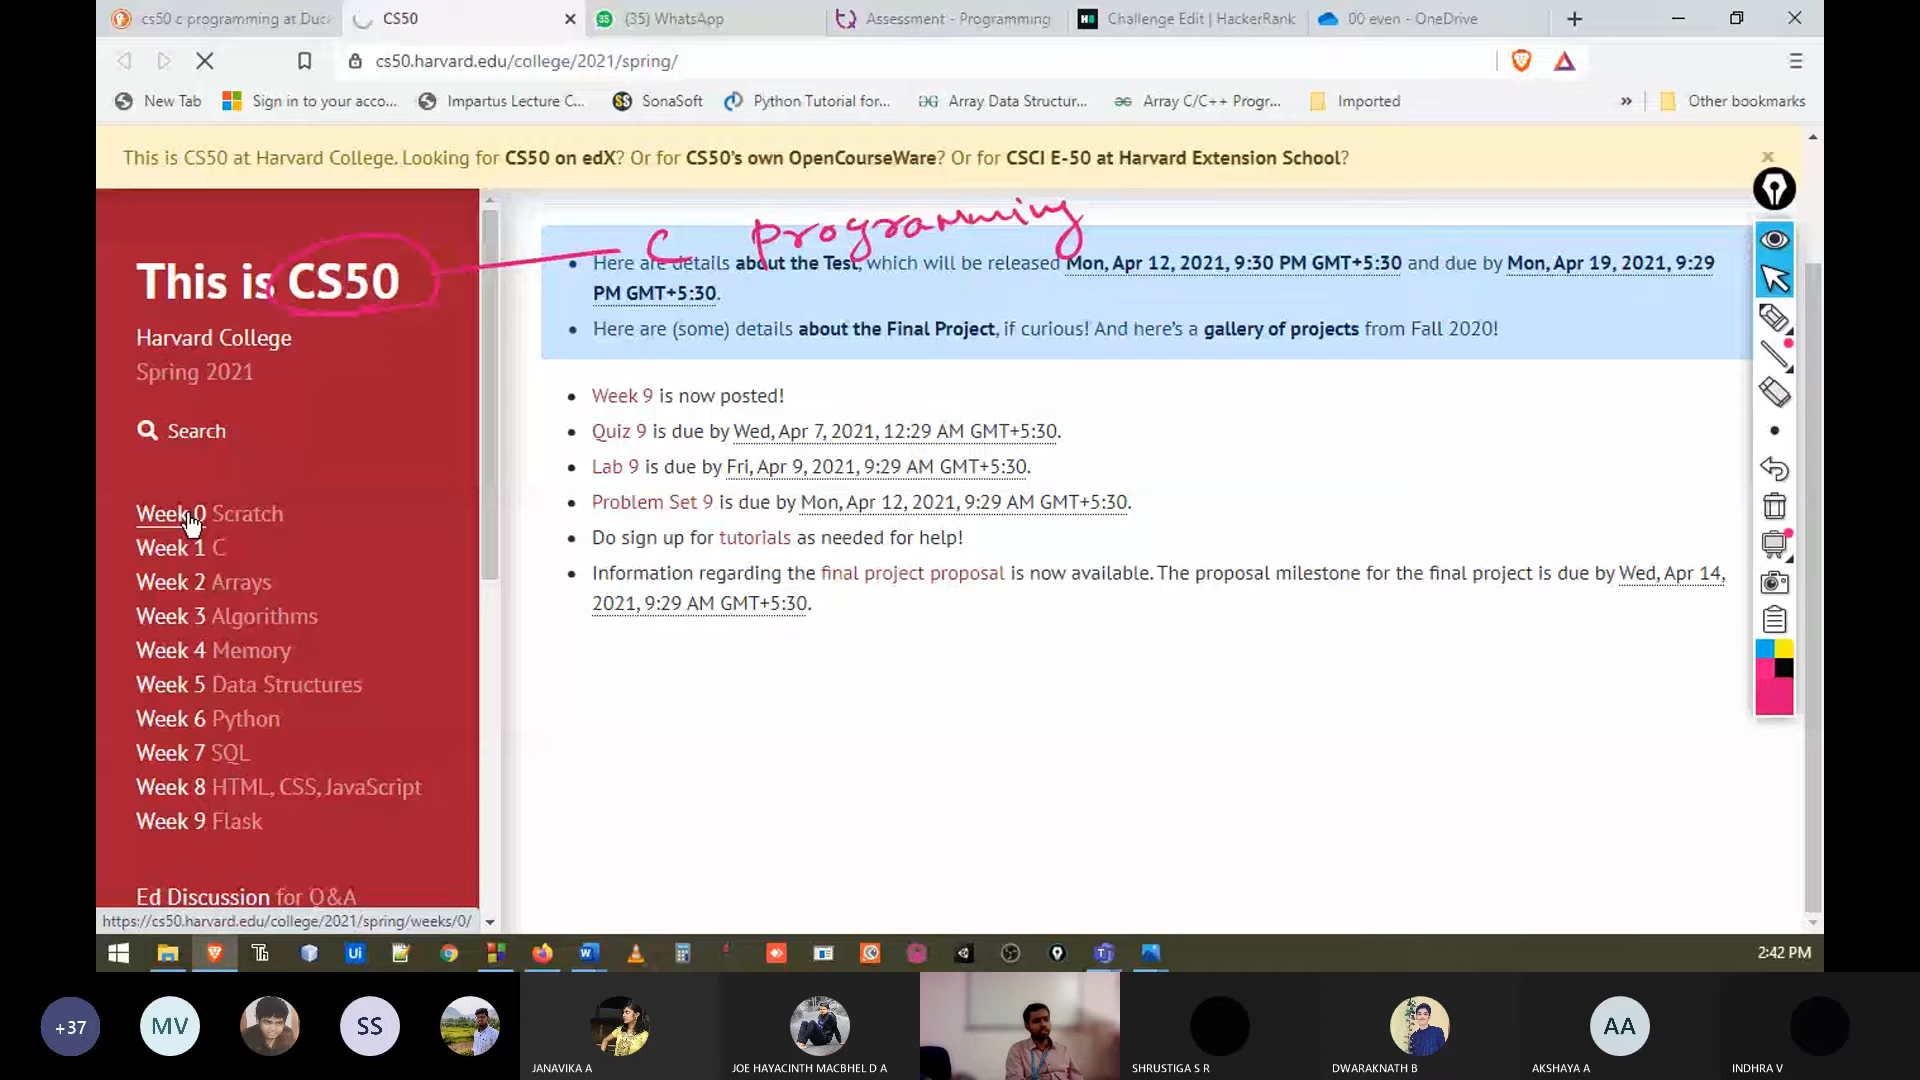 cs50 c programming at Duc
CS50
(35) WhatsApp
Assessment - Programming
Challenge Edit | HackerRank
00 even - OneDrive
cs50.harvard.edu/college/2021/spring/
New Tab
Sign in to your acco...
Impartus Lecture C...
SonaSoft
Python Tutorial for...
Array Data Structur...
Array C/C++ Progr...
Imported
Other bookmarks
This is CS50 at Harvard College. Looking for CS50 on edX? Or for CS50's own OpenCourseWare? Or for CSCI E-50 at Harvard Extension School?
C programming
This is CS50
Harvard College
Spring 2021
Search
Week 0 Scratch
Week 1 C
Week 2 Arrays
Week 3 Algorithms
Week 4 Memory
Week 5 Data Structures
Week 6 Python
Week 7 SQL
Week 8 HTML, CSS, JavaScript
Week 9 Flask
Ed Discussion for Q&A
Here are details about the Test, which will be released Mon, Apr 12, 2021, 9:30 PM GMT+5:30 and due by Mon, Apr 19, 2021, 9:29
PM GMT+5:30.
Here are (some) details about the Final Project, if curious! And here's a gallery of projects from Fall 2020!
Week 9 is now posted!
Quiz 9 is due by Wed, Apr 7, 2021, 12:29 AM GMT+5:30.
Lab 9 is due by Fri, Apr 9, 2021, 9:29 AM GMT+5:30.
Problem Set 9 is due by Mon, Apr 12, 2021, 9:29 AM GMT+5:30.
Do sign up for tutorials as needed for help!
Information regarding the final project proposal is now available. The proposal milestone for the final project is due by Wed, Apr 14,
2021, 9:29 AM GMT+5:30.
https://cs50.harvard.edu/college/2021/spring/weeks/0/
2:42 PM
+37
MV
SS
AA
JANAVIKA A
JOE HAYACINTH MACBHEL D A
SHRUSTIGA S R
DWARAKNATH B
AKSHAYA A
INDHRA V